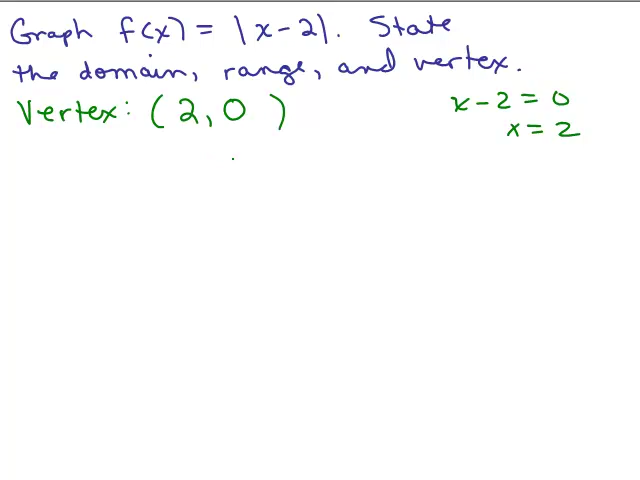 Graph f(x) = |x - 2|. State
the domain, range, and vertex.
Vertex: (2, 0)
x - 2 = 0
x = 2